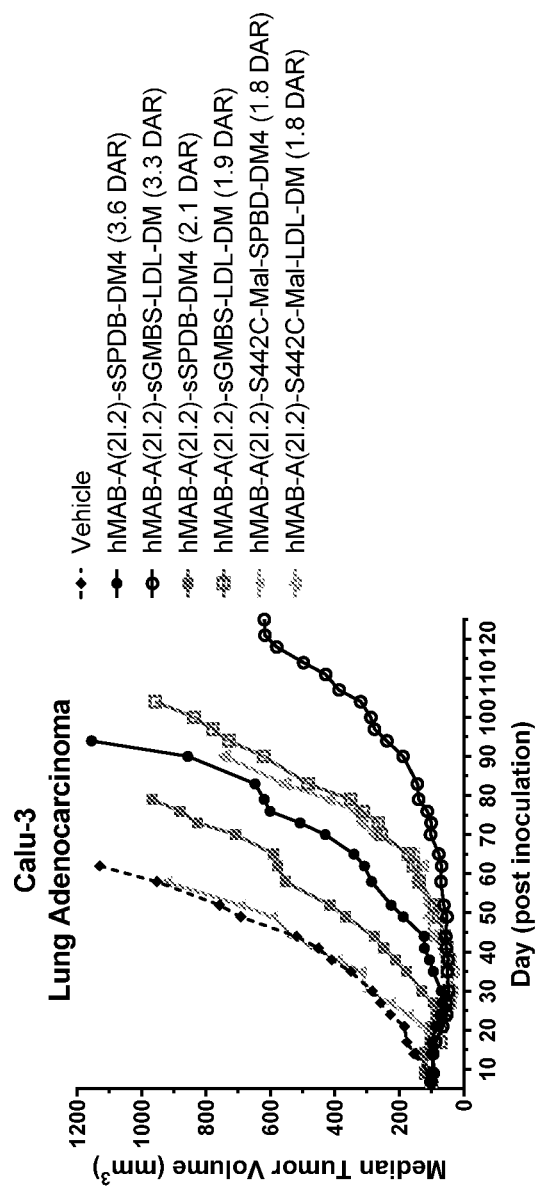 Calu-3
Lung Adenocarcinoma
Median Tumor Volume (mm³)
1200
1000
800
600
400
200
0
10 20 30 40 50 60 70 80 90 100 110 120
Day (post inoculation)
Vehicle
hMAB-A(2I.2)-sSPDB-DM4 (3.6 DAR)
hMAB-A(2I.2)-sGMBS-LDL-DM (3.3 DAR)
hMAB-A(2I.2)-sSPDB-DM4 (2.1 DAR)
hMAB-A(2I.2)-sGMBS-LDL-DM (1.9 DAR)
hMAB-A(2I.2)-S442C-Mal-SPBD-DM4 (1.8 DAR)
hMAB-A(2I.2)-S442C-Mal-LDL-DM (1.8 DAR)